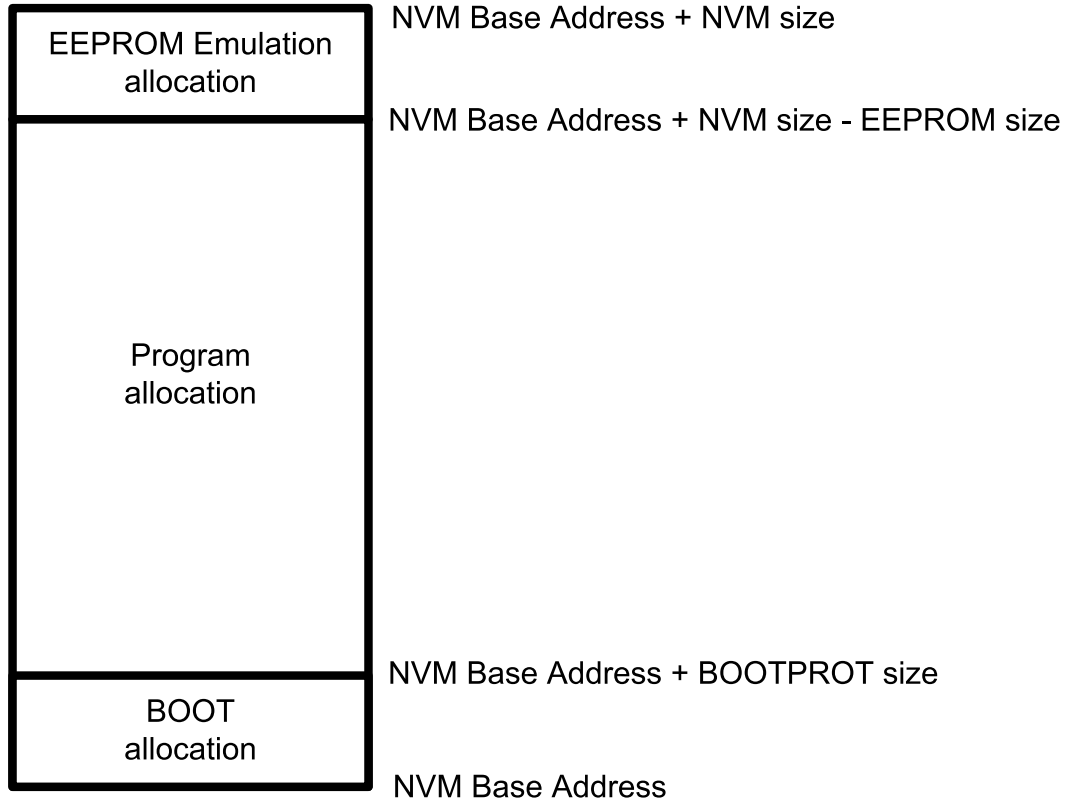 NVM Base Address + NVM size
EEPROM Emulation
allocation
NVM Base Address + NVM size - EEPROM size
Program
allocation
NVM Base Address + BOOTPROT size
BOOT
allocation
NVM Base Address